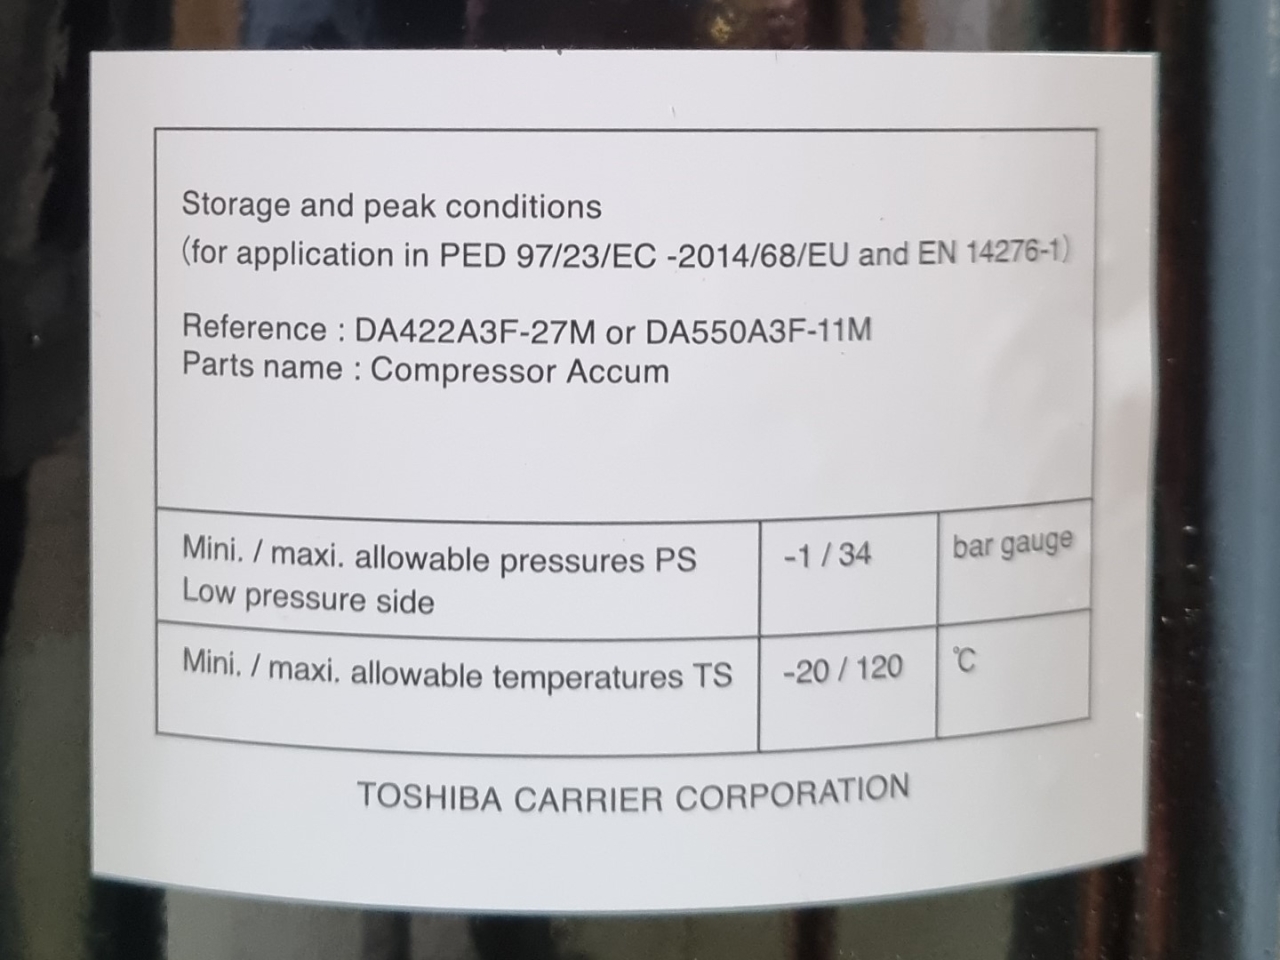 Storage and peak conditions
(for application in PED 97/23/EC -2014/68/EU and EN 14276-1)
Reference : DA422A3F-27M or DA550A3F-11M
Parts name : Compressor Accum
Mini. / maxi. allowable pressures PS -1 / 34 bar gauge
Low pressure side
Mini. / maxi. allowable temperatures TS -20 / 120 °C
TOSHIBA CARRIER CORPORATION